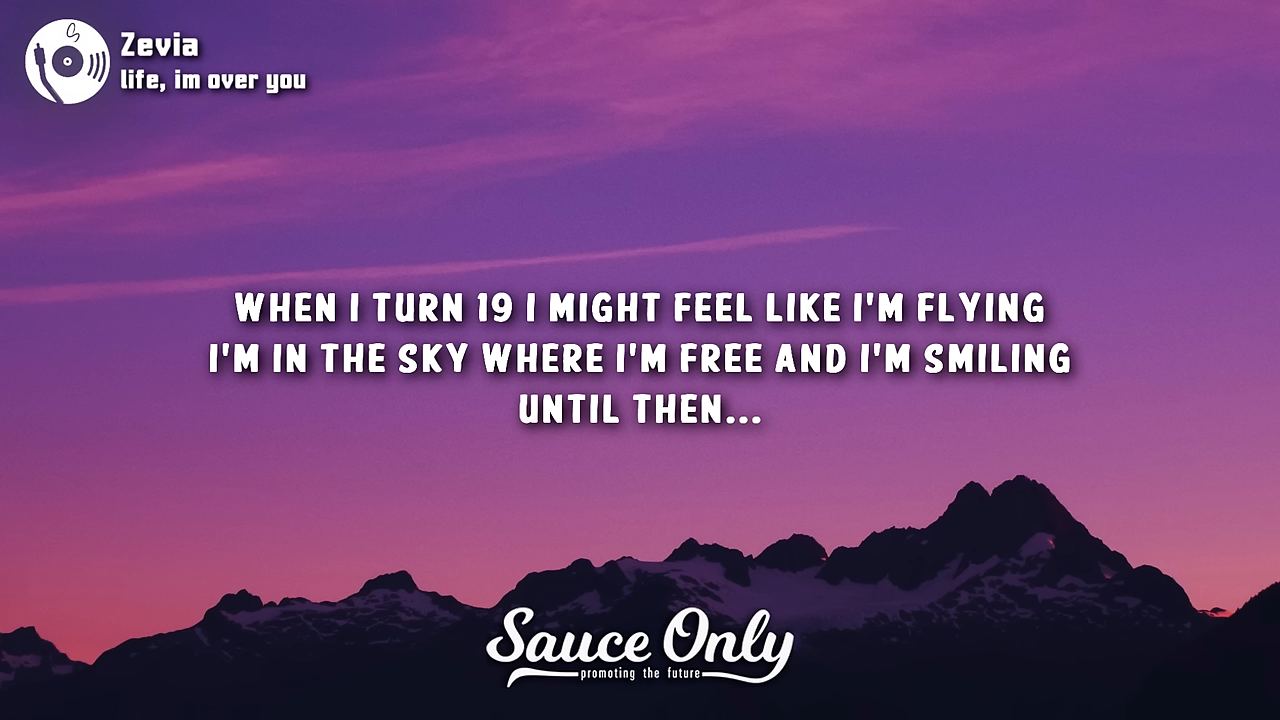 Zevia
life, im over you
WHEN I TURN 19 I MIGHT FEEL LIKE I'M FLYING
I'M IN THE SKY WHERE I'M FREE AND I'M SMILING
UNTIL THEN...
Sauce Only
promoting the future